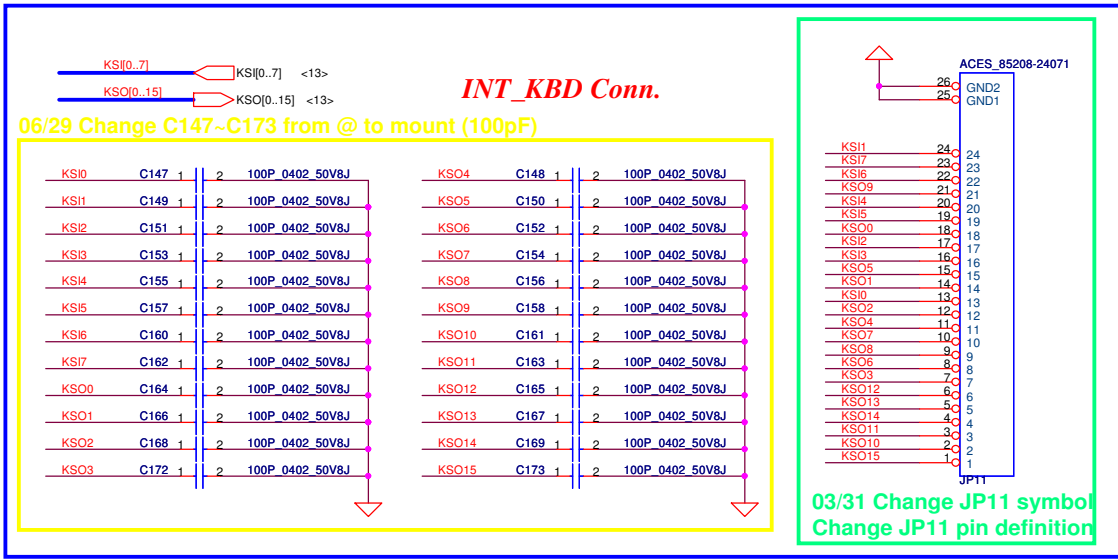 KSI[0..7] KSI[0..7] <13>
KSO[0..15] KSO[0..15] <13>
INT_KBD Conn.
06/29 Change C147~C173 from @ to mount (100pF)
KSI0 C147 1 2 100P_0402_50V8J
KSI1 C149 1 2 100P_0402_50V8J
KSI2 C151 1 2 100P_0402_50V8J
KSI3 C153 1 2 100P_0402_50V8J
KSI4 C155 1 2 100P_0402_50V8J
KSI5 C157 1 2 100P_0402_50V8J
KSI6 C160 1 2 100P_0402_50V8J
KSI7 C162 1 2 100P_0402_50V8J
KSO0 C164 1 2 100P_0402_50V8J
KSO1 C166 1 2 100P_0402_50V8J
KSO2 C168 1 2 100P_0402_50V8J
KSO3 C172 1 2 100P_0402_50V8J
KSO4 C148 1 2 100P_0402_50V8J
KSO5 C150 1 2 100P_0402_50V8J
KSO6 C152 1 2 100P_0402_50V8J
KSO7 C154 1 2 100P_0402_50V8J
KSO8 C156 1 2 100P_0402_50V8J
KSO9 C158 1 2 100P_0402_50V8J
KSO10 C161 1 2 100P_0402_50V8J
KSO11 C163 1 2 100P_0402_50V8J
KSO12 C165 1 2 100P_0402_50V8J
KSO13 C167 1 2 100P_0402_50V8J
KSO14 C169 1 2 100P_0402_50V8J
KSO15 C173 1 2 100P_0402_50V8J
ACES_85208-24071
26 GND2
25 GND1
KSI1 24 24
KSI7 23 23
KSI6 22 22
KSO9 21 21
KSI4 20 20
KSI5 19 19
KSO0 18 18
KSI2 17 17
KSI3 16 16
KSO5 15 15
KSO1 14 14
KSI0 13 13
KSO2 12 12
KSO4 11 11
KSO7 10 10
KSO8 9 9
KSO6 8 8
KSO3 7 7
KSO12 6 6
KSO13 5 5
KSO14 4 4
KSO11 3 3
KSO10 2 2
KSO15 1 1
JP11
03/31 Change JP11 symbol
Change JP11 pin definition